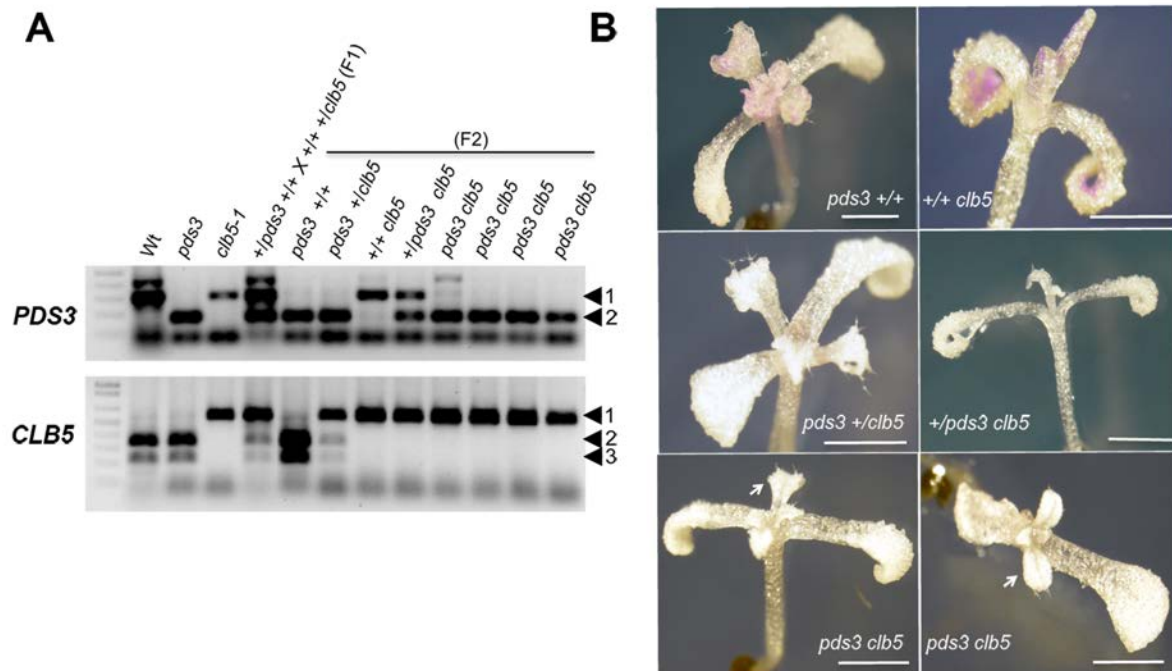 A
B
Wt
pds3
clb5-1
+/pds3 +/+ X +/+ +/clb5 (F1)
(F2)
pds3 +/+
pds3 +/clb5
+/+ clb5
+/pds3 clb5
pds3 clb5
pds3 clb5
pds3 clb5
pds3 clb5
PDS3
1
2
CLB5
1
2
3
pds3 +/+
+/+ clb5
pds3 +/clb5
+/pds3 clb5
pds3 clb5
pds3 clb5